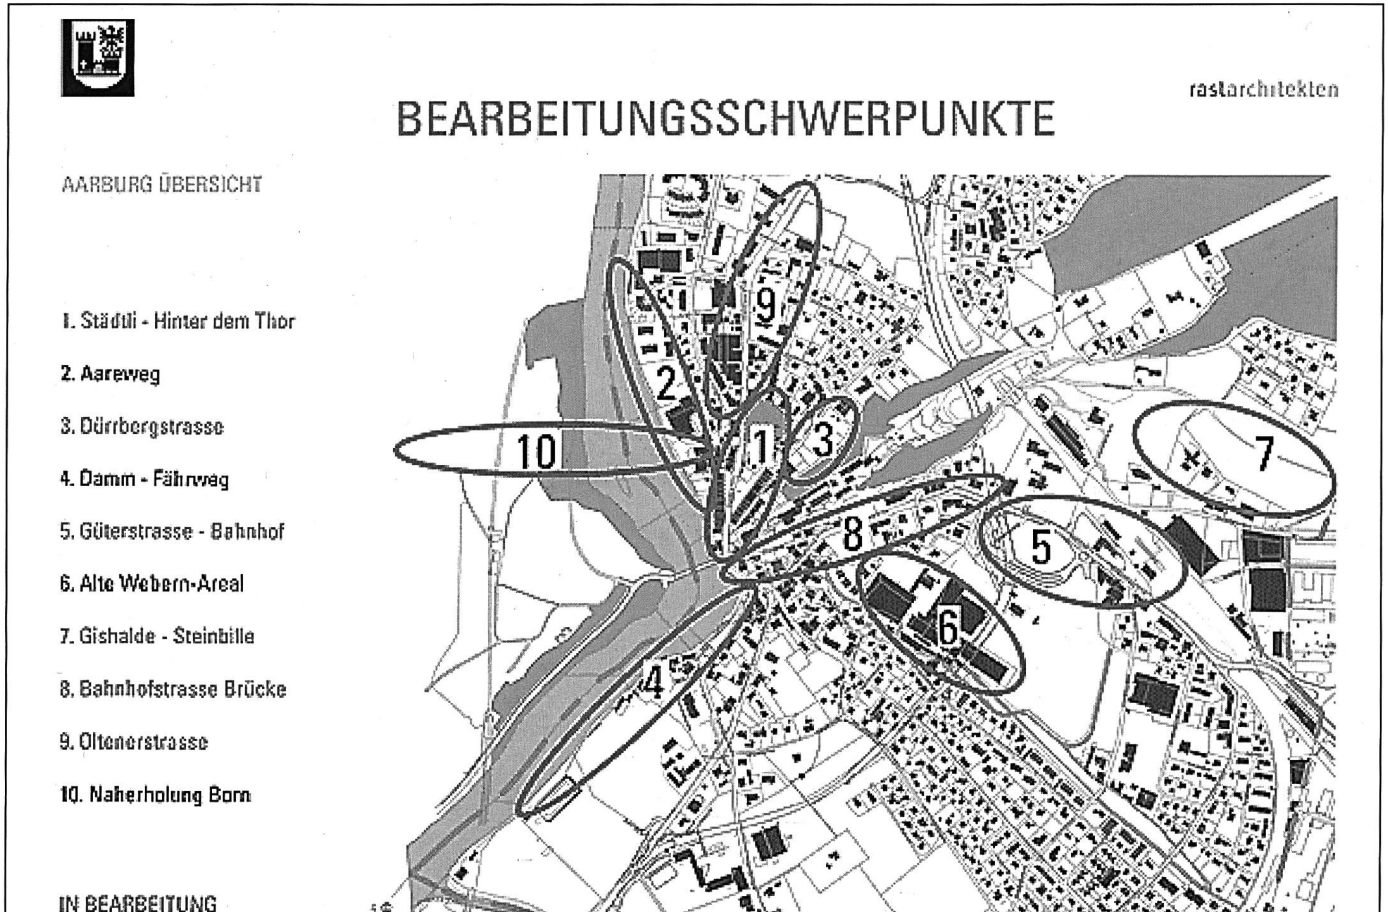 rastarchitekten
BEARBEITUNGSSCHWERPUNKTE
AARBURG ÜBERSICHT
1. Städtli - Hinter dem Thor
2. Aareweg
3. Dürrbergstrasse
4. Damm - Fährweg
5. Güterstrasse - Bahnhof
6. Alte Webern-Areal
7. Gishalde - Steinbille
8. Bahnhofstrasse Brücke
9. Oltenerstrasse
10. Naherholung Born
IN BEARBEITUNG
9
2
10
1
3
7
8
5
6
4